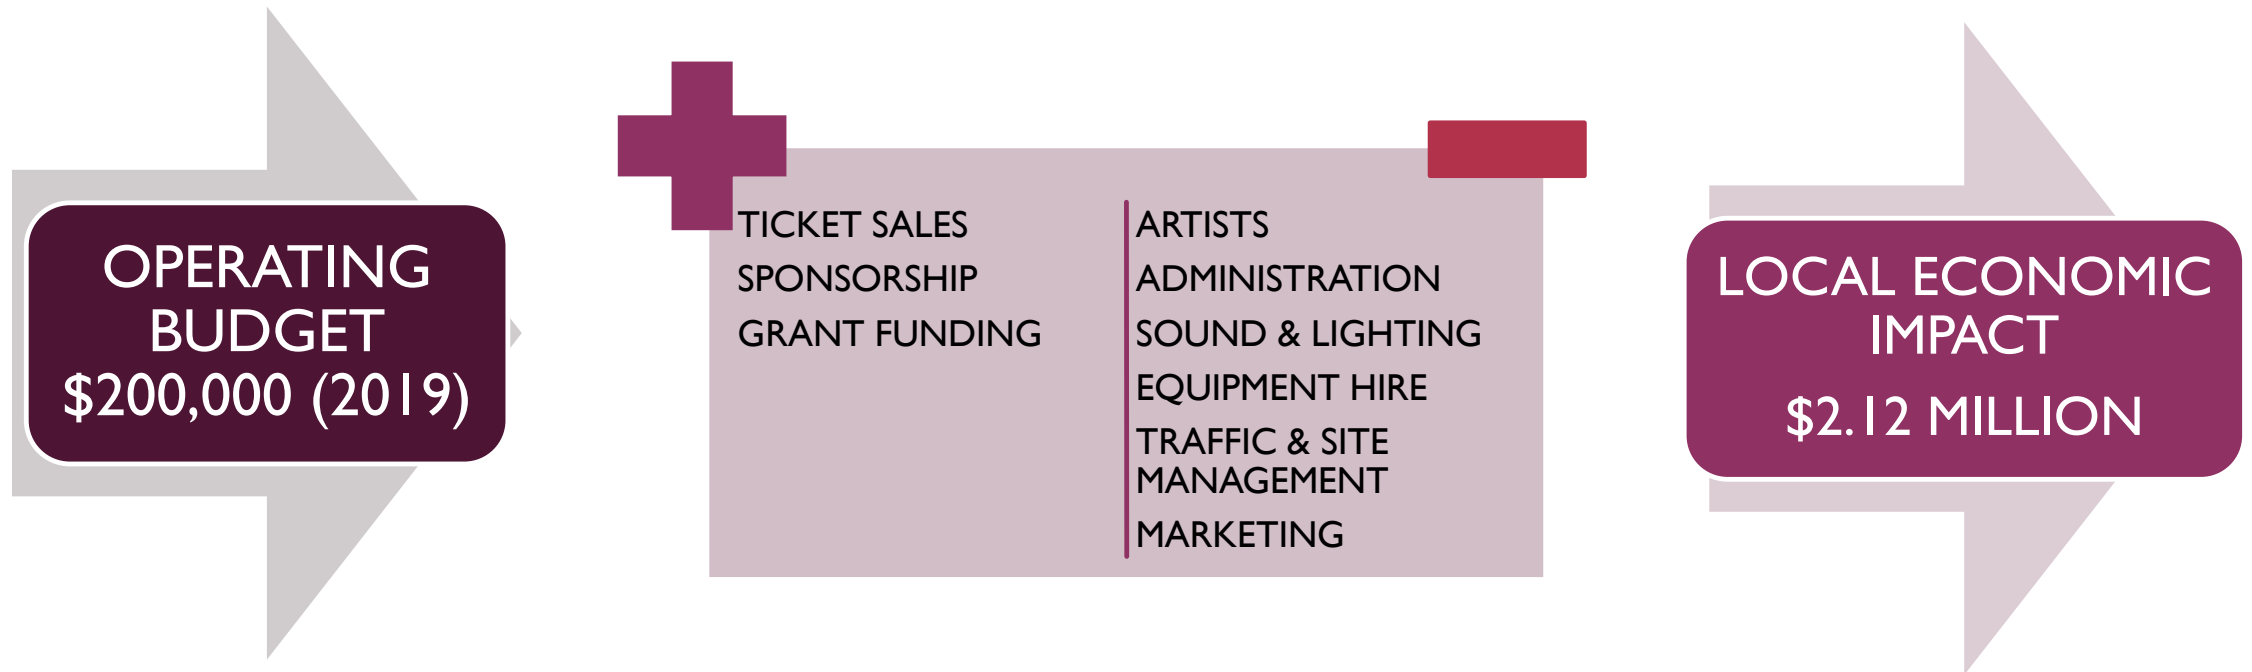 OPERATING
BUDGET
$200,000 (2019)
TICKET SALES
SPONSORSHIP
GRANT FUNDING
ARTISTS
ADMINISTRATION
SOUND & LIGHTING
EQUIPMENT HIRE
TRAFFIC & SITE
MANAGEMENT
MARKETING
LOCAL ECONOMIC
IMPACT
$2.12 MILLION